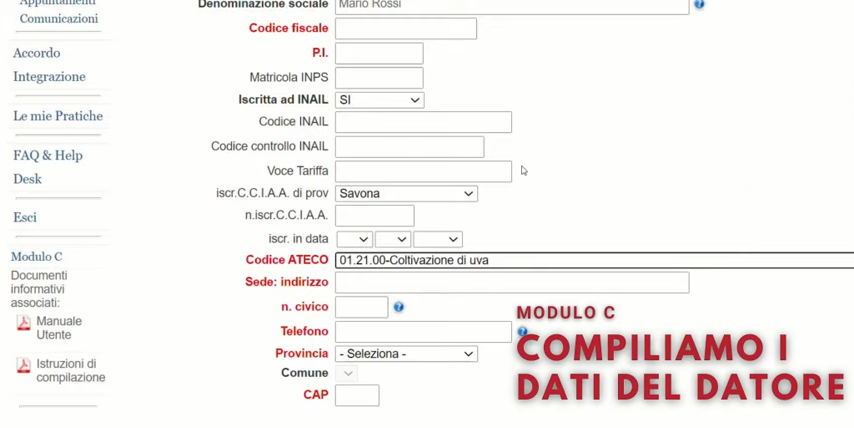 Appuntamenti
Comunicazioni
Accordo
Integrazione
Le mie Pratiche
FAQ & Help
Desk
Esci
Modulo C
Documenti
informativi
associati:
Manuale
Utente
Istruzioni di
compilazione
Denominazione sociale Mario Rossi ?
Codice fiscale
P.I.
Matricola INPS
Iscritta ad INAIL SI
Codice INAIL
Codice controllo INAIL
Voce Tariffa
iscr.C.C.I.A.A. di prov Savona
n.iscr.C.C.I.A.A.
iscr. in data
Codice ATECO 01.21.00-Coltivazione di uva
Sede: indirizzo
n. civico ?
Telefono ?
Provincia - Seleziona -
Comune
CAP
MODULO C
COMPILIAMO I
DATI DEL DATORE